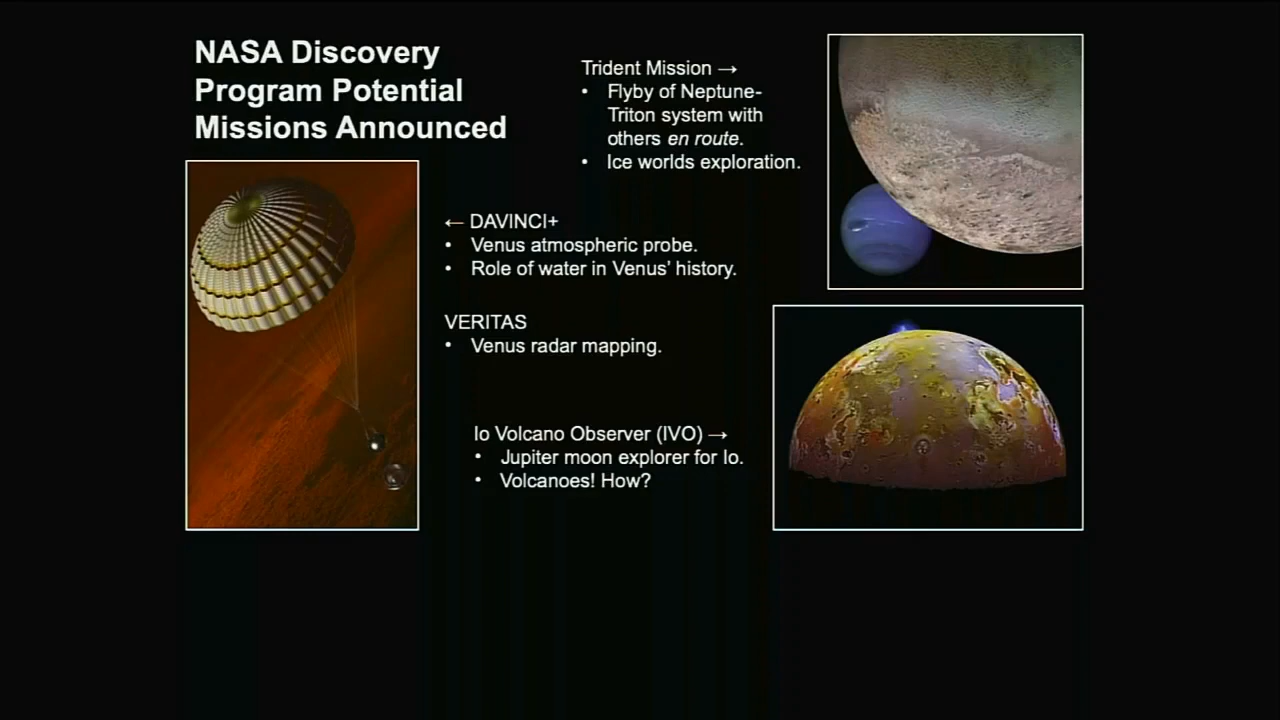 NASA Discovery
Program Potential
Missions Announced
Trident Mission →
• Flyby of Neptune-
Triton system with
others en route.
• Ice worlds exploration.
← DAVINCI+
• Venus atmospheric probe.
• Role of water in Venus’ history.
VERITAS
• Venus radar mapping.
Io Volcano Observer (IVO) →
• Jupiter moon explorer for Io.
• Volcanoes! How?